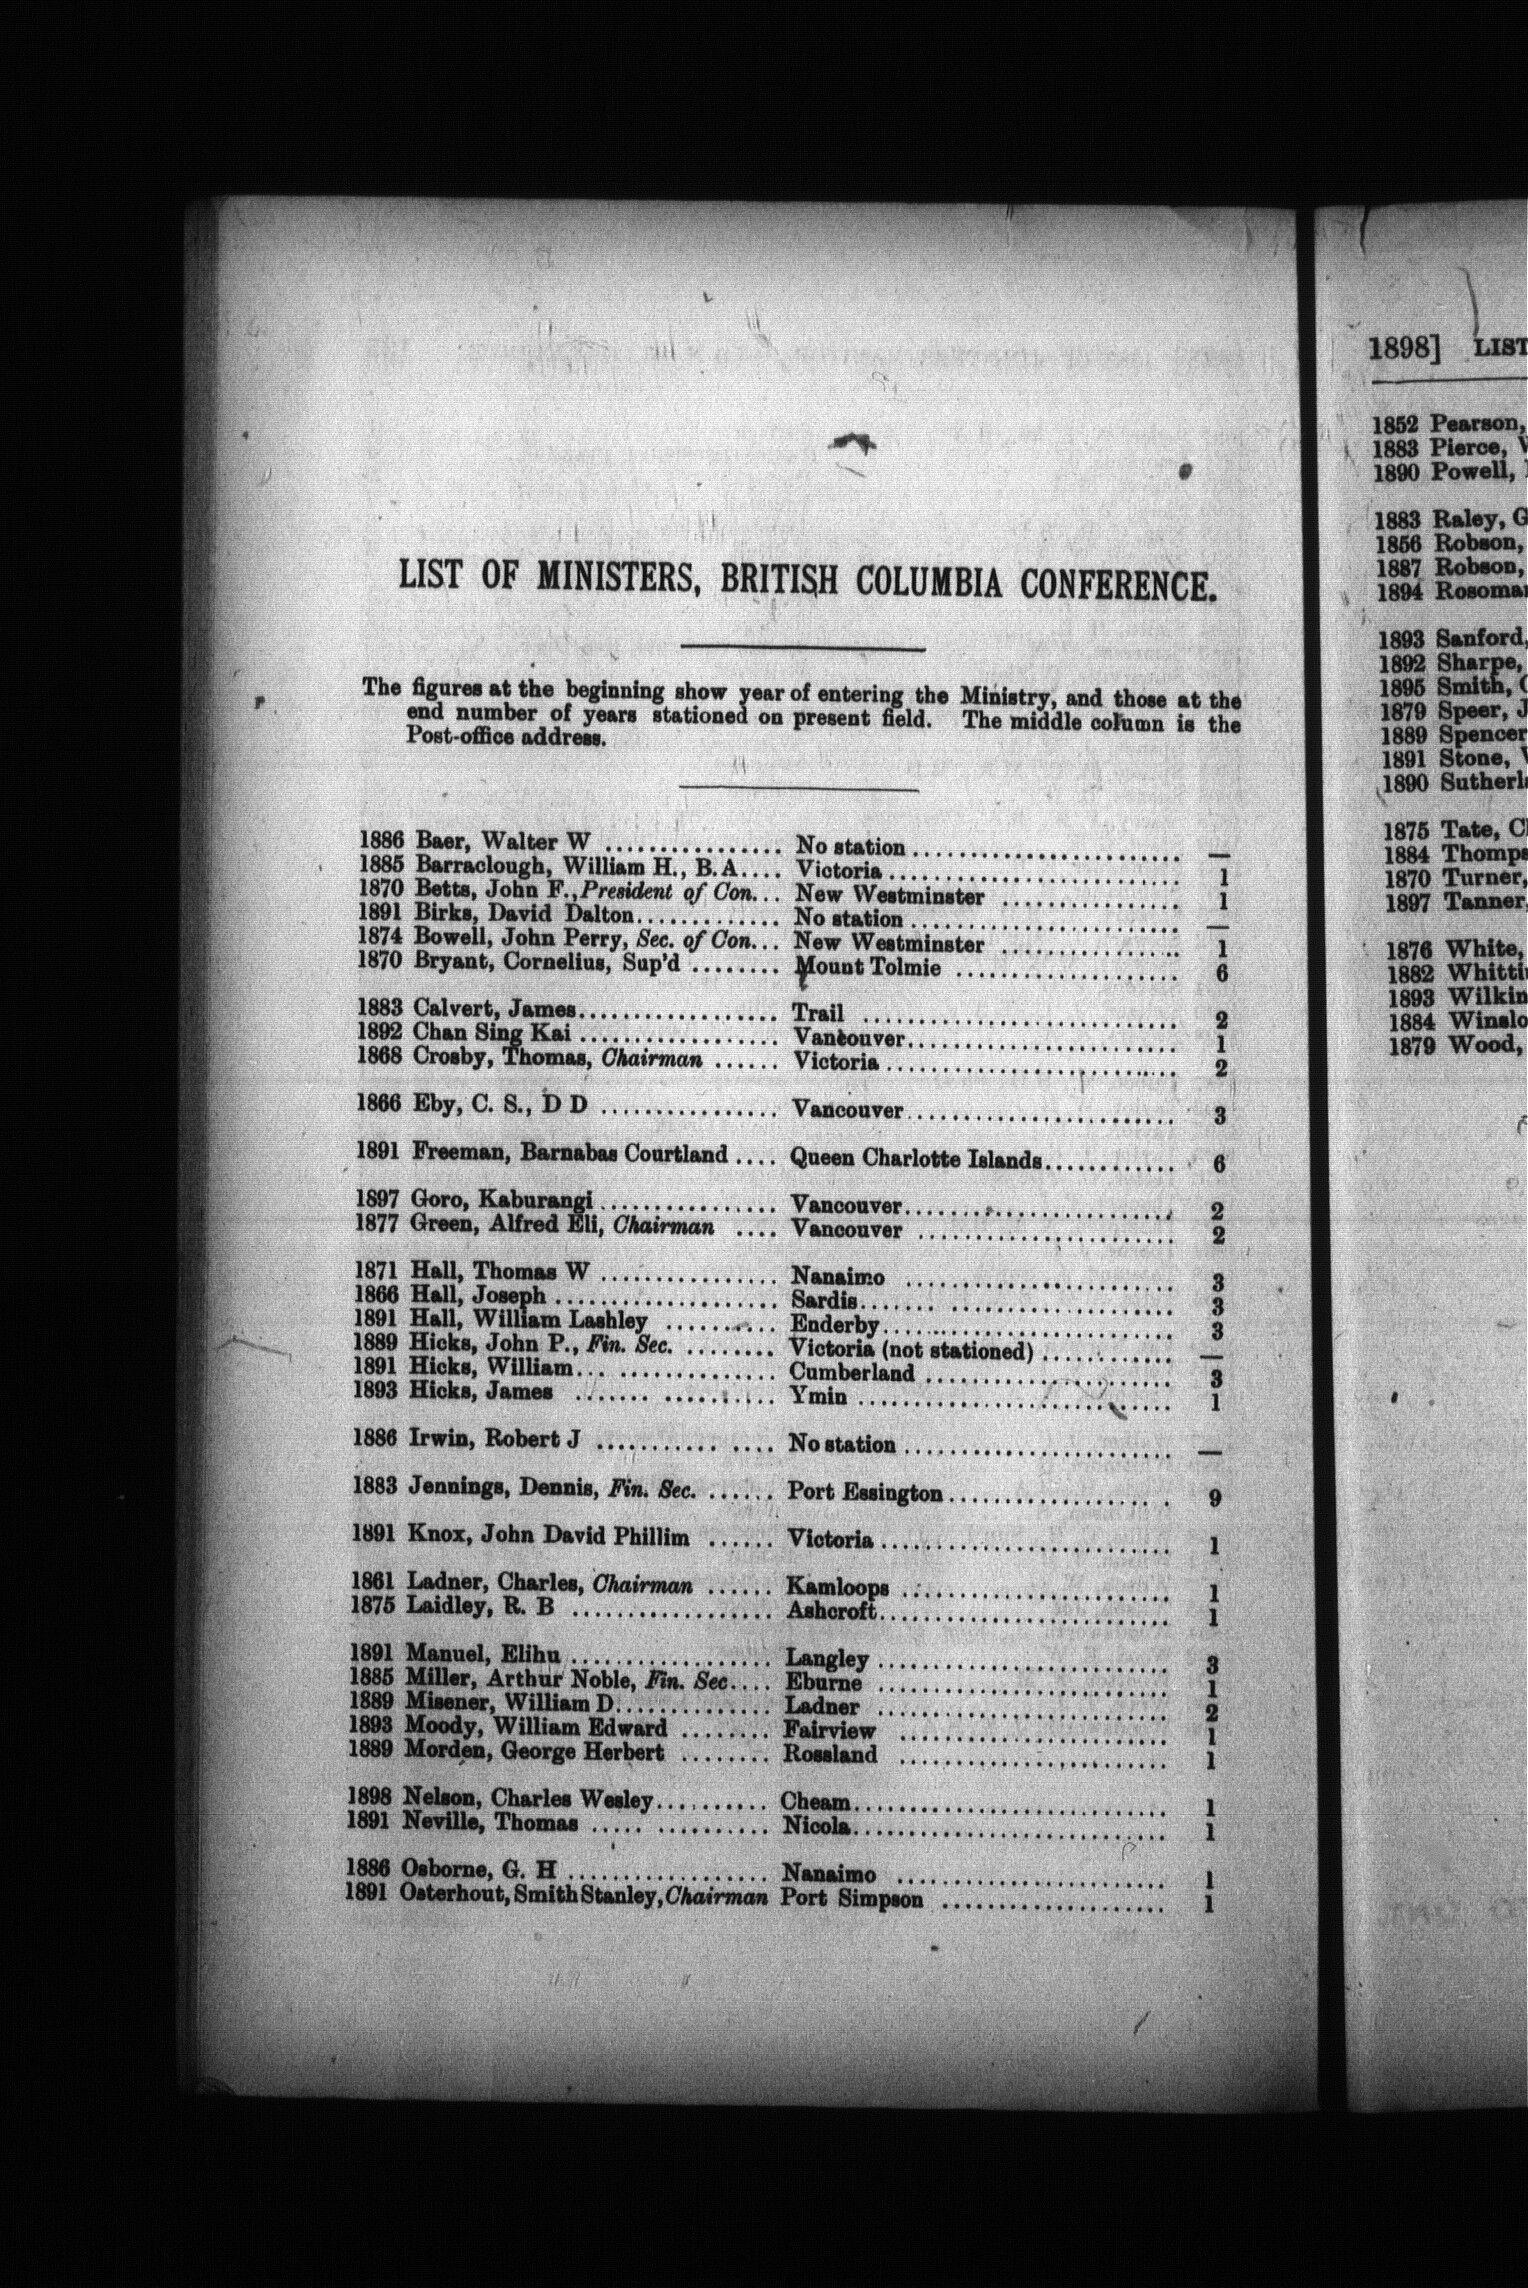 LIST OF MINISTERS, BRITISH COLUMBIA CONFERENCE.
The figures at the beginning show year of entering the Ministry, and those at the
end number of years stationed on present field. The middle column is the
Post-office address.
1886 Baer, Walter W ............... No station ........................ —
1885 Barraclough, William H., B.A.... Victoria ........................ 1
1870 Betts, John F., President of Con... New Westminster ................ 1
1891 Birks, David Dalton............. No station ........................ —
1874 Bowell, John Perry, Sec. of Con... New Westminster ................ 1
1870 Bryant, Cornelius, Sup'd ........ Mount Tolmie .................... 6
1883 Calvert, James.................. Trail ............................ 2
1892 Chan Sing Kai .................. Vancouver........................ 1
1868 Crosby, Thomas, Chairman ...... Victoria .......................... 2
1866 Eby, C. S., D D ................ Vancouver........................ 3
1891 Freeman, Barnabas Courtland .... Queen Charlotte Islands............ 6
1897 Goro, Kaburangi ................ Vancouver........................ 2
1877 Green, Alfred Eli, Chairman .... Vancouver ........................ 2
1871 Hall, Thomas W ................ Nanaimo ........................ 3
1866 Hall, Joseph .................... Sardis....... .................... 3
1891 Hall, William Lashley .......... Enderby.......................... 3
1889 Hicks, John P., Fin. Sec. ........ Victoria (not stationed) ............ —
1891 Hicks, William... .............. Cumberland ...................... 3
1893 Hicks, James ....... .......... Ymin ............................ 1
1886 Irwin, Robert J ........... .... No station ........................ —
1883 Jennings, Dennis, Fin. Sec. ...... Port Essington.................. . 9
1891 Knox, John David Phillim ...... Victoria .......................... 1
1861 Ladner, Charles, Chairman ...... Kamloops ........................ 1
1875 Laidley, R. B .................. Ashcroft.......................... 1
1891 Manuel, Elihu .................. Langley .......................... 3
1885 Miller, Arthur Noble, Fin. Sec.... Eburne .......................... 1
1889 Misener, William D.............. Ladner .......................... 2
1893 Moody, William Edward ........ Fairview ........................ 1
1889 Morden, George Herbert ........ Rossland ........................ 1
1898 Nelson, Charles Wesley.......... Cheam............................ 1
1891 Neville, Thomas ..... .......... Nicola............................ 1
1886 Osborne, G. H .................. Nanaimo ........................ 1
1891 Osterhout, Smith Stanley, Chairman Port Simpson .................... 1
1898] LIST
1852 Pearson,
1883 Pierce,
1890 Powell,
1883 Raley, G
1856 Robson,
1887 Robson,
1894 Rosoman
1893 Sanford,
1892 Sharpe,
1895 Smith,
1879 Speer, J
1889 Spencer
1891 Stone,
1890 Sutherla
1875 Tate, C
1884 Thomps
1870 Turner,
1897 Tanner,
1876 White,
1882 Whitti
1893 Wilkin
1884 Winslo
1879 Wood,